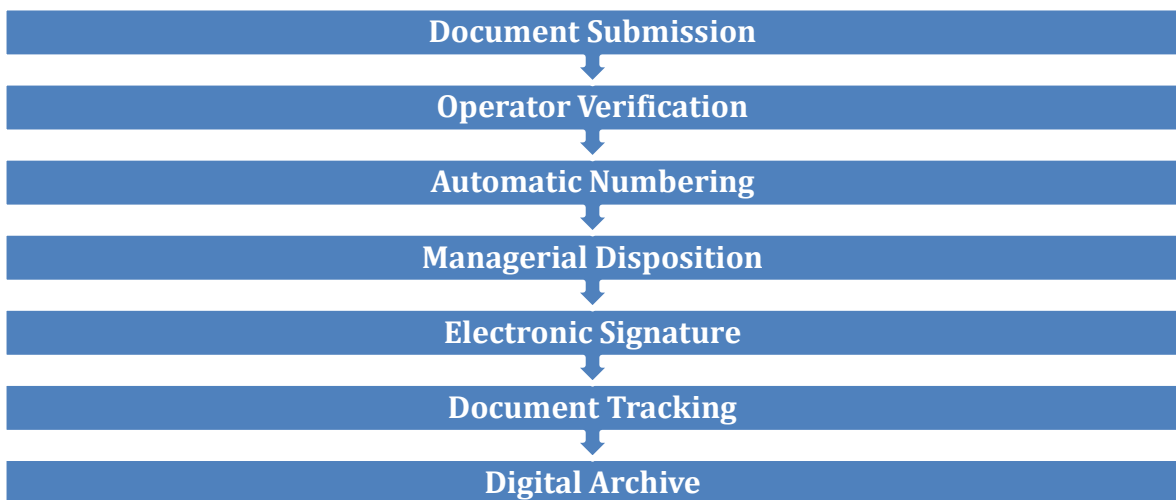 Document Submission
Operator Verification
Automatic Numbering
Managerial Disposition
Electronic Signature
Document Tracking
Digital Archive